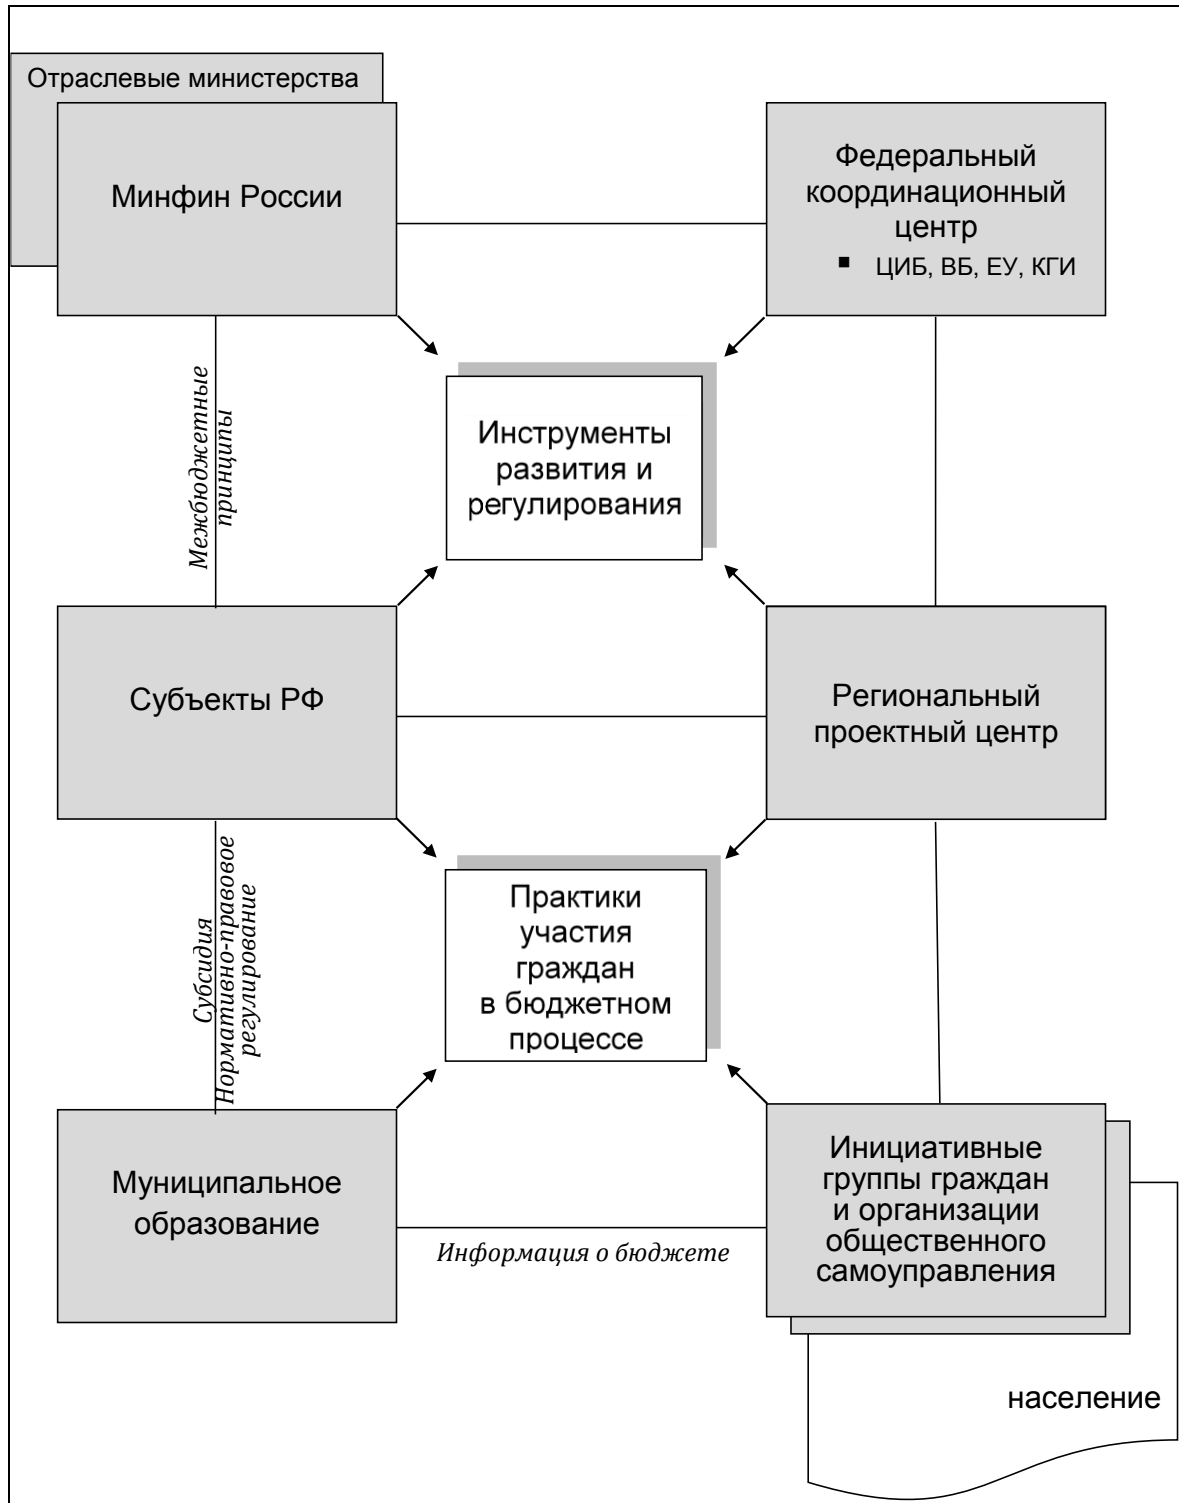 Отраслевые министерства
Минфин России
Федеральный
координационный
центр
▪ ЦИБ, ВБ, ЕУ, КГИ
Межбюджетные
принципы
Инструменты
развития и
регулирования
Субъекты РФ
Региональный
проектный центр
Субсидия
Нормативно-правовое
регулирование
Практики
участия
граждан
в бюджетном
процессе
Муниципальное
образование
Информация о бюджете
Инициативные
группы граждан
и организации
общественного
самоуправления
население